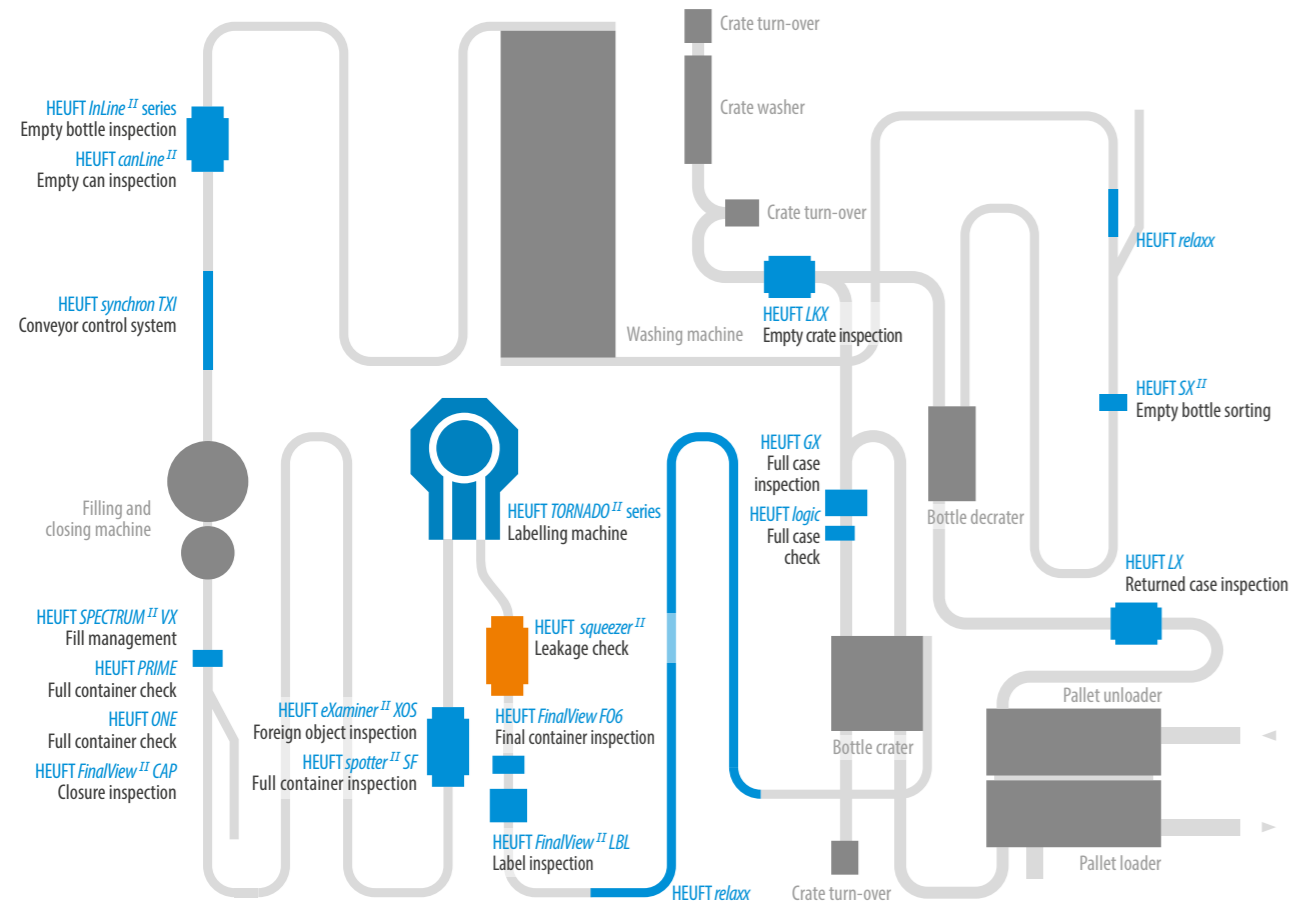 Crate turn-over
Crate washer
Crate turn-over
HEUFT InLine II series
Empty bottle inspection
HEUFT canLine II
Empty can inspection
HEUFT relaxx
HEUFT synchron TXI
Conveyor control system
HEUFT LKX
Empty crate inspection
Washing machine
HEUFT SX II
Empty bottle sorting
HEUFT GX
Full case
inspection
HEUFT logic
Full case
check
Filling and
closing machine
HEUFT TORNADO II series
Labelling machine
Bottle decrater
HEUFT LX
Returned case inspection
HEUFT SPECTRUM II VX
Fill management
HEUFT PRIME
Full container check
HEUFT ONE
Full container check
HEUFT FinalView II CAP
Closure inspection
HEUFT squeezer II
Leakage check
HEUFT eXaminer II XOS
Foreign object inspection
HEUFT spotter II SF
Full container inspection
HEUFT FinalView FO6
Final container inspection
Pallet unloader
Bottle crater
HEUFT FinalView II LBL
Label inspection
Pallet loader
HEUFT relaxx
Crate turn-over